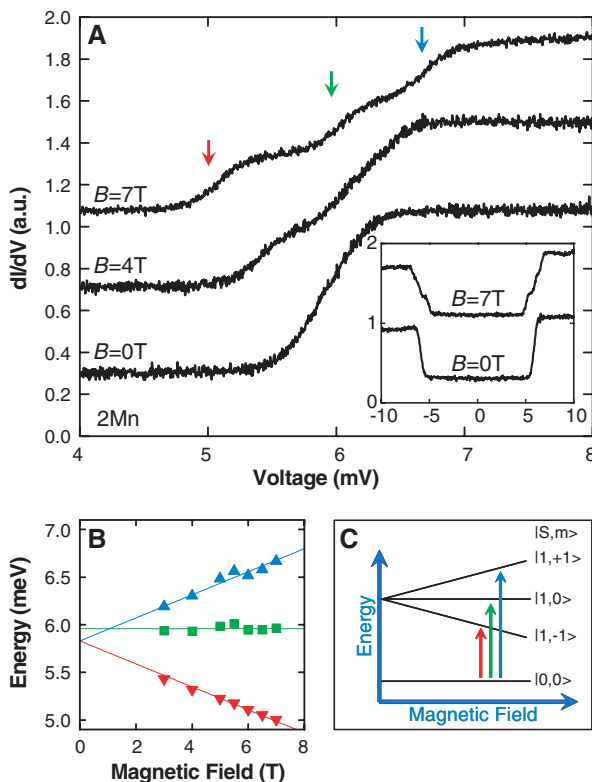 A
dI/dV (a.u.)
2.0
1.8
1.6
1.4
1.2
1.0
0.8
0.6
0.4
0.2
0.0
B=7T
B=4T
B=0T
2Mn
4 5 6 7 8
Voltage (mV)
2
1
0
B=7T
B=0T
-10 -5 0 5 10
B
Energy (meV)
7.0
6.5
6.0
5.5
5.0
0 2 4 6 8
Magnetic Field (T)
C
|S,m>
|1,+1>
|1,0>
|1,-1>
|0,0>
Energy
Magnetic Field